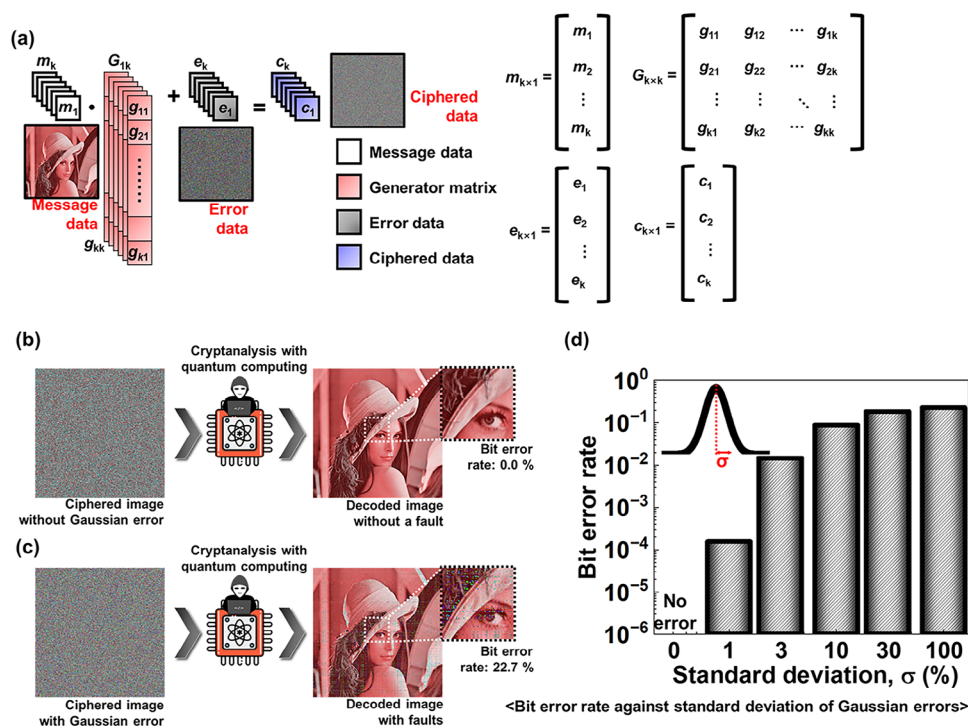 (a)
m_k G_1k e_k c_k
m_1 • g_11 + e_1 = c_1
g_21
g_kk g_k1
Message
data
Error
data
Ciphered
data
Message data
Generator matrix
Error data
Ciphered data
m_k×1 = m_1 m_2 ⋮ m_k
G_k×k = g_11 g_12 ⋯ g_1k
g_21 g_22 ⋯ g_2k
⋮ ⋮ ⋱ ⋮
g_k1 g_k2 ⋯ g_kk
e_k×1 = e_1 e_2 ⋮ e_k
c_k×1 = c_1 c_2 ⋮ c_k
(b)
Cryptanalysis with
quantum computing
Ciphered image
without Gaussian error
Bit error
rate: 0.0 %
Decoded image
without a fault
(c)
Cryptanalysis with
quantum computing
Ciphered image
with Gaussian error
Bit error
rate: 22.7 %
Decoded image
with faults
(d)
Bit error rate
10^0
10^-1
10^-2
10^-3
10^-4
10^-5
10^-6
σ
No
error
0 1 3 10 30 100
Standard deviation, σ (%)
<Bit error rate against standard deviation of Gaussian errors>